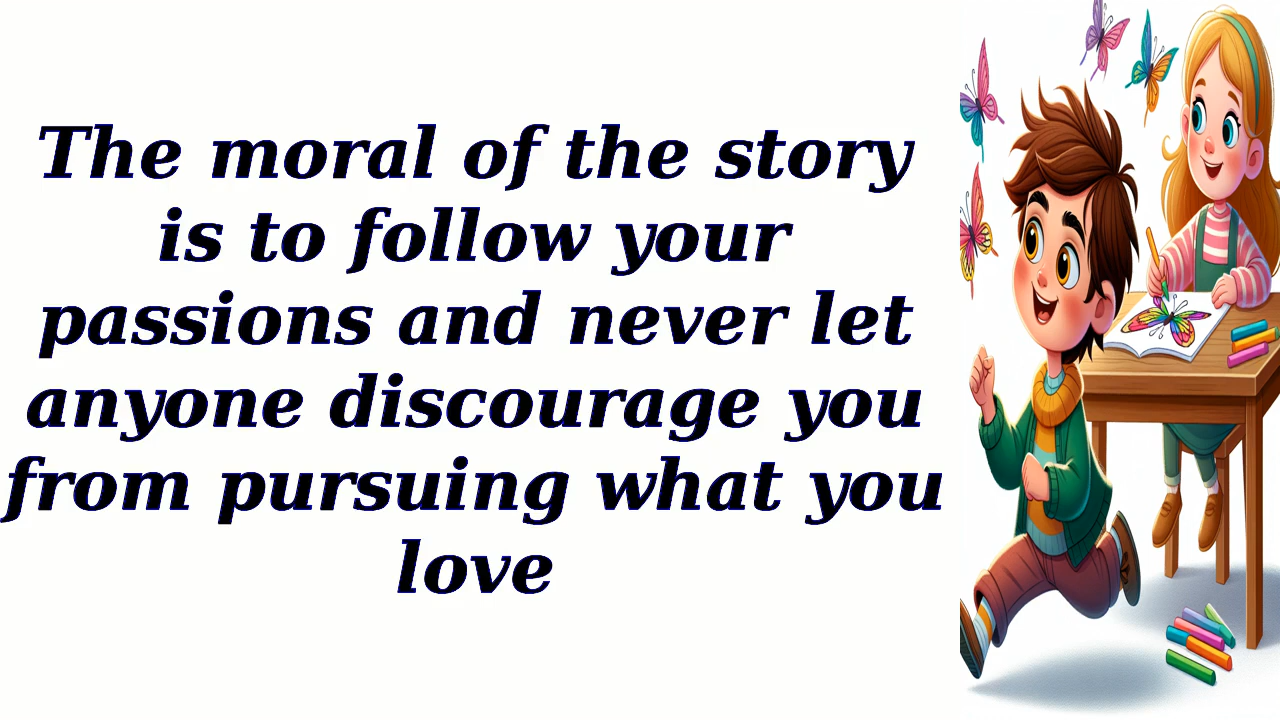 The moral of the story
is to follow your
passions and never let
anyone discourage you
from pursuing what you
love